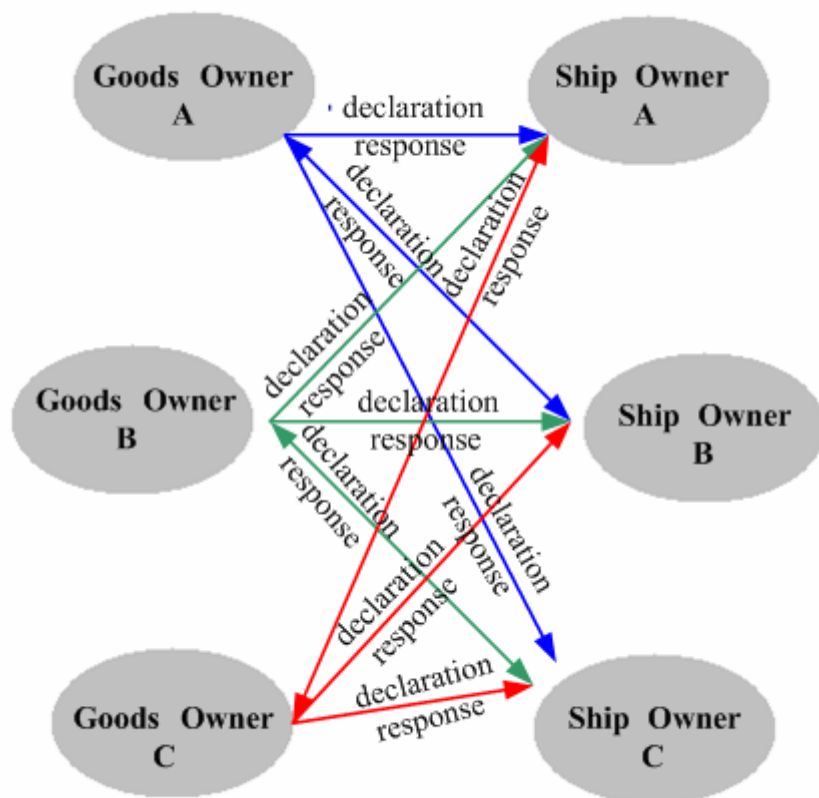 Goods Owner
A
Ship Owner
A
declaration
response
declaration
response
declaration
response
declaration
response
Goods Owner
B
Ship Owner
B
declaration
response
declaration
response
declaration
response
declaration
response
Goods Owner
C
Ship Owner
C
declaration
response